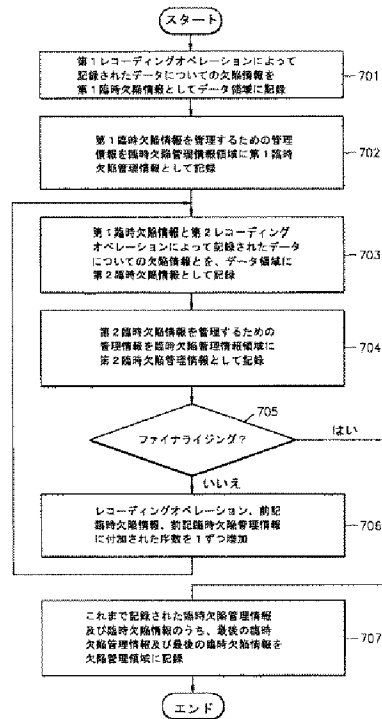 スタート
第1レコーディングオペレーションによって
記録されたデータについての欠陥情報を
第1臨時欠陥情報としてデータ領域に記録
701
第1臨時欠陥情報を管理するための管理
情報を臨時欠陥管理情報領域に第1臨時
欠陥管理情報として記録
702
第1臨時欠陥情報と第2レコーディング
オペレーションによって記録されたデータ
についての欠陥情報とを、データ領域に
第2臨時欠陥情報として記録
703
第2臨時欠陥情報を管理するための
管理情報を臨時欠陥管理情報領域に
第2臨時欠陥管理情報として記録
704
705
ファイナライジング?
はい
いいえ
レコーディングオペレーション、前記
臨時欠陥情報、前記臨時欠陥管理情報
に付加された序数を1ずつ増加
706
これまで記録された臨時欠陥管理情報
及び臨時欠陥情報のうち、最後の臨時
欠陥管理情報及び最後の臨時欠陥情報を
欠陥管理領域に記録
707
エンド